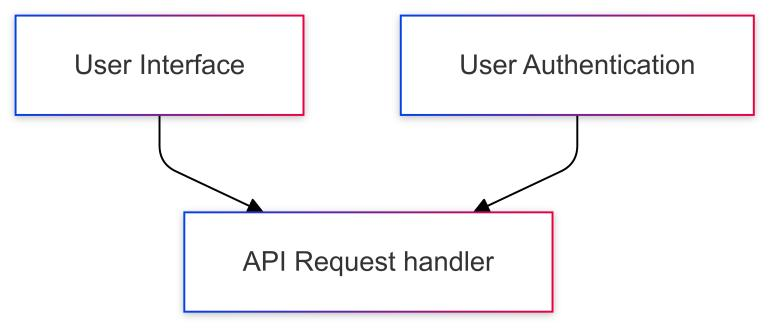 User Interface
User Authentication
API Request handler